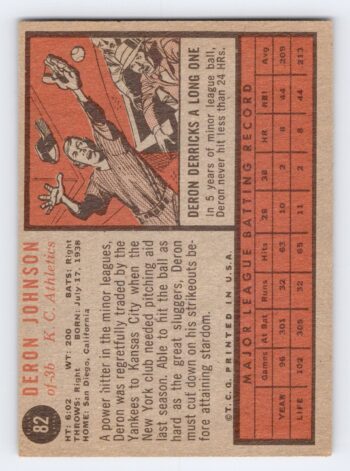 82
DERON JOHNSON
of-3b K. C. Athletics
HT: 6:02 WT: 200 BATS: Right
THROWS: Right BORN: July 17, 1938
HOME: San Diego, California
A power hitter in the minor leagues,
Deron was regretfully traded by the
Yankees to Kansas City when the
New York club needed pitching aid
last season. Able to hit the ball as
hard as the great sluggers, Deron
must cut down on his strikeouts be-
fore attaining stardom.
©T.C.G. PRINTED IN U.S.A.
DERON DERRICKS A LONG ONE
In 5 years of minor league ball,
Deron never hit less than 24 HRs.
MAJOR LEAGUE BATTING RECORD
Games At Bat Runs Hits 2B 3B HR RBI Avg
YEAR 96 301 32 63 10 2 8 44 .209
LIFE 102 305 32 65 11 2 8 44 .213